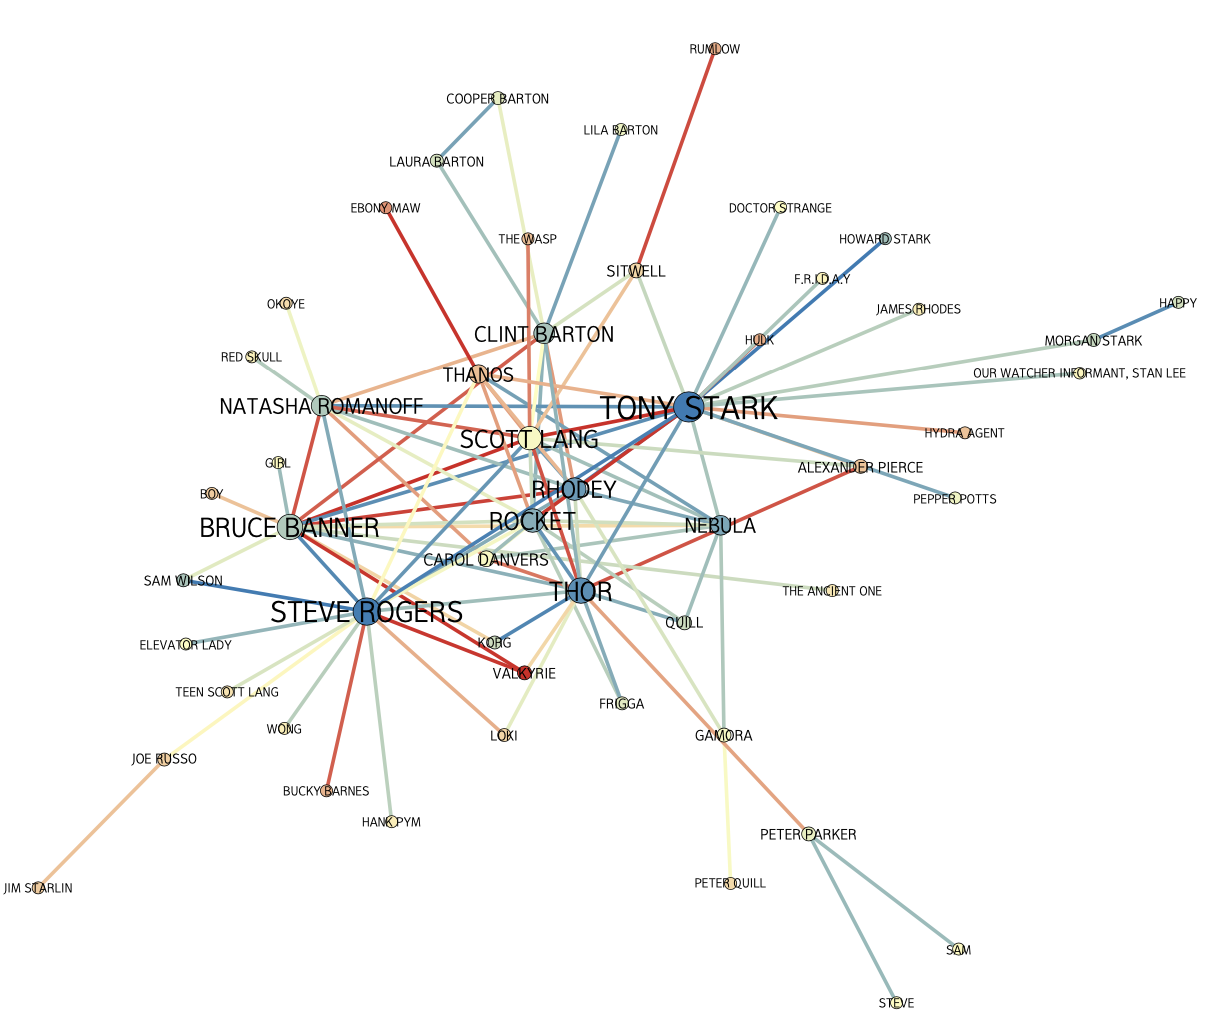 RUMLOW
COOPER BARTON
LILA BARTON
LAURA BARTON
EBONY MAW
DOCTOR STRANGE
THE WASP
HOWARD STARK
SITWELL
F.R.I.D.A.Y
OKOYE
HAPPY
JAMES RHODES
CLINT BARTON
HULK
MORGAN STARK
RED SKULL
THANOS
OUR WATCHER INFORMANT, STAN LEE
NATASHA ROMANOFF
TONY STARK
HYDRA AGENT
SCOTT LANG
GIRL
ALEXANDER PIERCE
RHODEY
BOY
PEPPER POTTS
ROCKET
BRUCE BANNER
NEBULA
CAROL DANVERS
SAM WILSON
THE ANCIENT ONE
THOR
STEVE ROGERS
QUILL
KORG
ELEVATOR LADY
VALKYRIE
TEEN SCOTT LANG
FRIGGA
WONG
LOKI
GAMORA
JOE RUSSO
BUCKY BARNES
HANK PYM
PETER PARKER
PETER QUILL
JIM STARLIN
SAM
STEVE